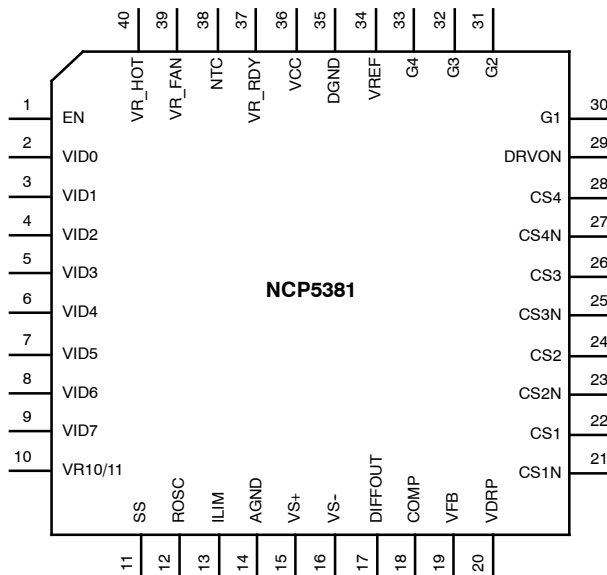 40 39 38 37 36 35 34 33 32 31
VR_HOT VR_FAN NTC VR_RDY VCC DGND VREF G4 G3 G2
1 EN G1 30
2 VID0 DRVON 29
3 VID1 CS4 28
4 VID2 CS4N 27
5 VID3 CS3 26
NCP5381
6 VID4 CS3N 25
7 VID5 CS2 24
8 VID6 CS2N 23
9 VID7 CS1 22
10 VR10/11 CS1N 21
SS ROSC ILIM AGND VS+ VS- DIFFOUT COMP VFB VDRP
11 12 13 14 15 16 17 18 19 20